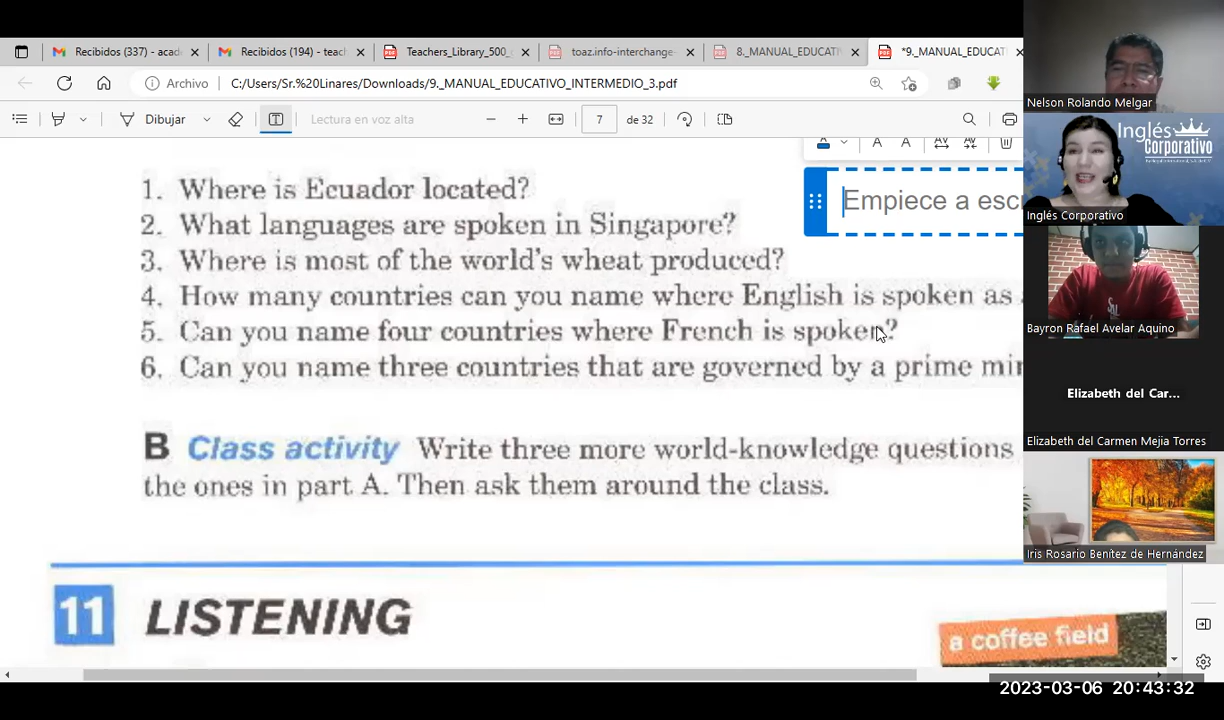 Recibidos (337) - aca
Recibidos (194) - teac
Teachers_Library_500_
toaz.info-interchange-
8._MANUAL_EDUCATI
*9._MANUAL_EDUCATI
Archivo
C:/Users/Sr.%20Linares/Downloads/9._MANUAL_EDUCATIVO_INTERMEDIO_3.pdf
Dibujar
Lectura en voz alta
7
de 32
1. Where is Ecuador located?
Empiece a esc
2. What languages are spoken in Singapore?
3. Where is most of the world's wheat produced?
4. How many countries can you name where English is spoken as
5. Can you name four countries where French is spoken?
6. Can you name three countries that are governed by a prime min
B Class activity Write three more world-knowledge questions
the ones in part A. Then ask them around the class.
11 LISTENING
a coffee field
Nelson Rolando Melgar
Inglés
Corporativo
Inglés Corporativo
Bayron Rafael Avelar Aquino
Elizabeth del Car...
Elizabeth del Carmen Mejia Torres
Iris Rosario Benítez de Hernández
2023-03-06 20:43:32